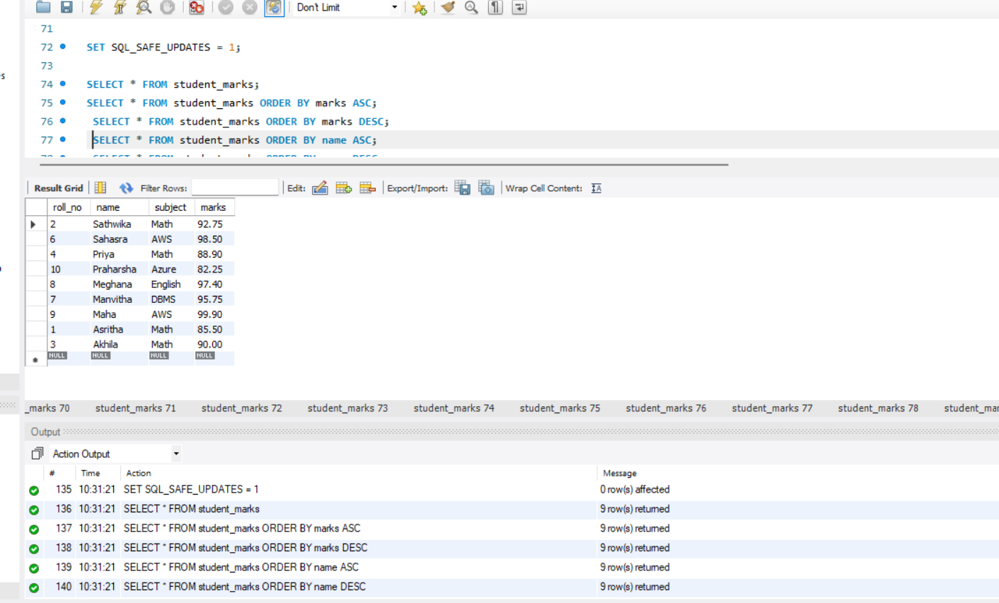 Don't Limit
71
72 SET SQL_SAFE_UPDATES = 1;
73
74 SELECT * FROM student_marks;
75 SELECT * FROM student_marks ORDER BY marks ASC;
76 SELECT * FROM student_marks ORDER BY marks DESC;
77 SELECT * FROM student_marks ORDER BY name ASC;
Result Grid Filter Rows: Edit: Export/Import: Wrap Cell Content:
roll_no name subject marks
2 Sathwika Math 92.75
6 Sahasra AWS 98.50
4 Priya Math 88.90
10 Praharsha Azure 82.25
8 Meghana English 97.40
7 Manvitha DBMS 95.75
9 Maha AWS 99.90
1 Asritha Math 85.50
3 Akhila Math 90.00
NULL NULL NULL NULL
_marks 70 student_marks 71 student_marks 72 student_marks 73 student_marks 74 student_marks 75 student_marks 76 student_marks 77 student_marks 78
Output
Action Output
# Time Action Message
135 10:31:21 SET SQL_SAFE_UPDATES = 1 0 row(s) affected
136 10:31:21 SELECT * FROM student_marks 9 row(s) returned
137 10:31:21 SELECT * FROM student_marks ORDER BY marks ASC 9 row(s) returned
138 10:31:21 SELECT * FROM student_marks ORDER BY marks DESC 9 row(s) returned
139 10:31:21 SELECT * FROM student_marks ORDER BY name ASC 9 row(s) returned
140 10:31:21 SELECT * FROM student_marks ORDER BY name DESC 9 row(s) returned